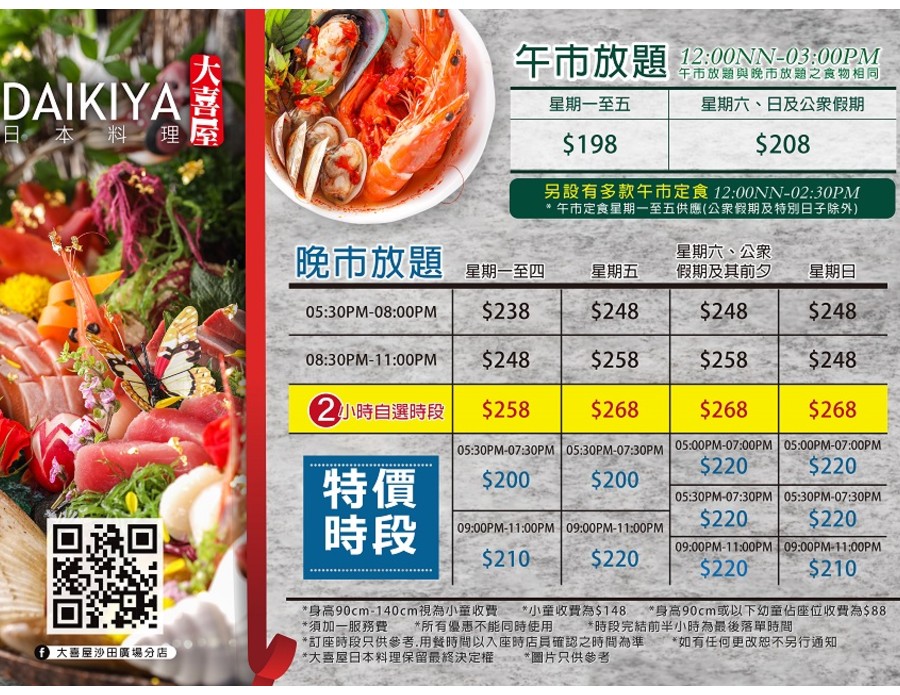 DAIKIYA
日本料理
大喜屋
大喜屋沙田廣場分店
午市放題 12:00NN-03:00PM
午市放題與晚市放題之食物相同
星期一至五 星期六、日及公眾假期
$198 $208
另設有多款午市定食 12:00NN-02:30PM
* 午市定食星期一至五供應(公眾假期及特別日子除外)
晚市放題 星期一至四 星期五 星期六、公眾假期及其前夕 星期日
05:30PM-08:00PM $238 $248 $248 $248
08:30PM-11:00PM $248 $258 $258 $248
2小時自選時段 $258 $268 $268 $268
特價
時段
05:30PM-07:30PM 05:30PM-07:30PM 05:00PM-07:00PM 05:00PM-07:00PM
$200 $200 $220 $220
05:30PM-07:30PM 05:30PM-07:30PM
$220 $220
09:00PM-11:00PM 09:00PM-11:00PM 09:00PM-11:00PM 09:00PM-11:00PM
$210 $220 $220 $210
*身高90cm-140cm視為小童收費 *小童收費為$148 *身高90cm或以下幼童佔座位收費為$88
*須加一服務費 *所有優惠不能同時使用 *時段完結前半小時為最後落單時間
*訂座時段只供參考.用餐時間以入座時店員確認之時間為準 *如有任何更改恕不另行通知
*大喜屋日本料理保留最終決定權 *圖片只供參考